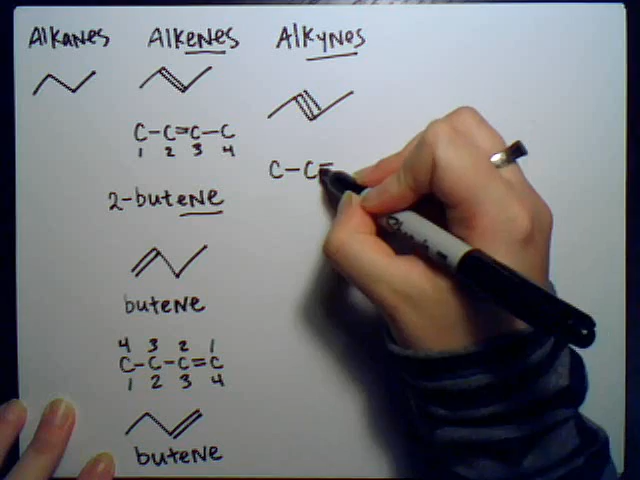 Alkanes Alkenes Alkynes
C-C=C-C
1 2 3 4
C-C=
2-butene
butene
4 3 2 1
C-C-C=C
1 2 3 4
butene
Sharpie